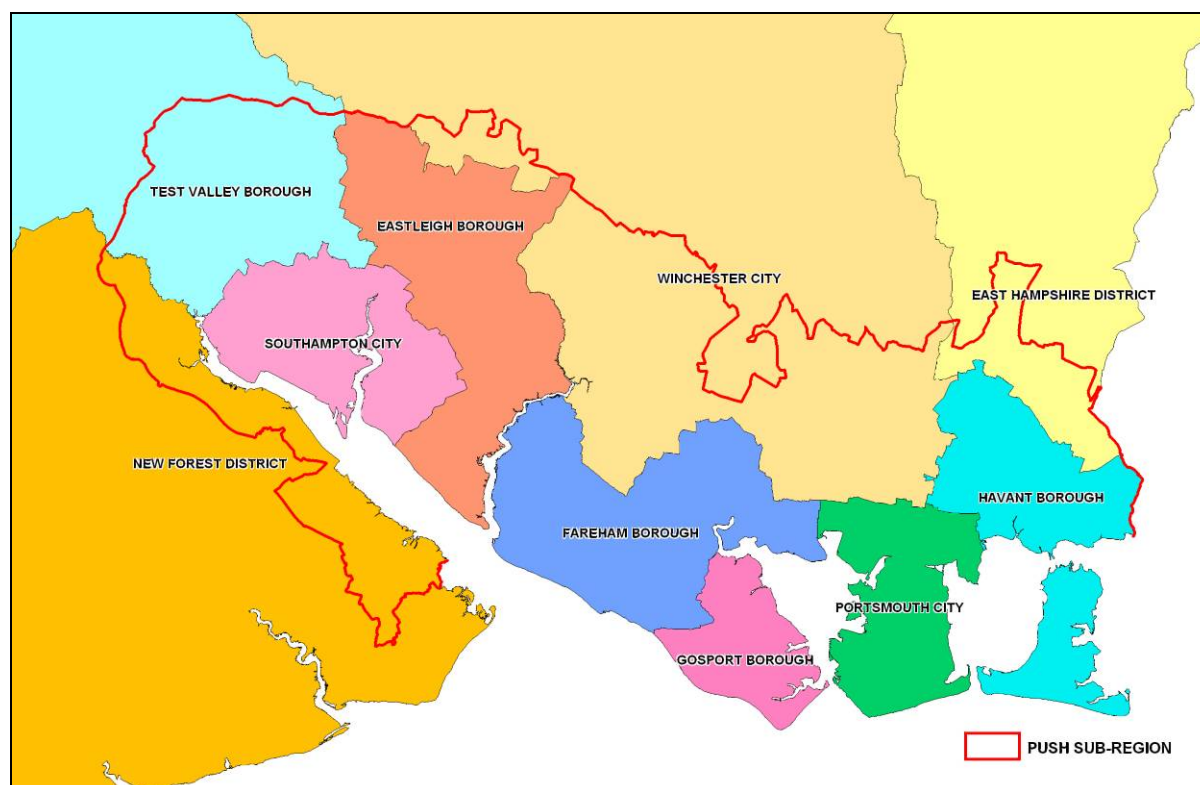 TEST VALLEY BOROUGH
EASTLEIGH BOROUGH
WINCHESTER CITY
EAST HAMPSHIRE DISTRICT
SOUTHAMPTON CITY
NEW FOREST DISTRICT
HAVANT BOROUGH
FAREHAM BOROUGH
PORTSMOUTH CITY
GOSPORT BOROUGH
PUSH SUB-REGION